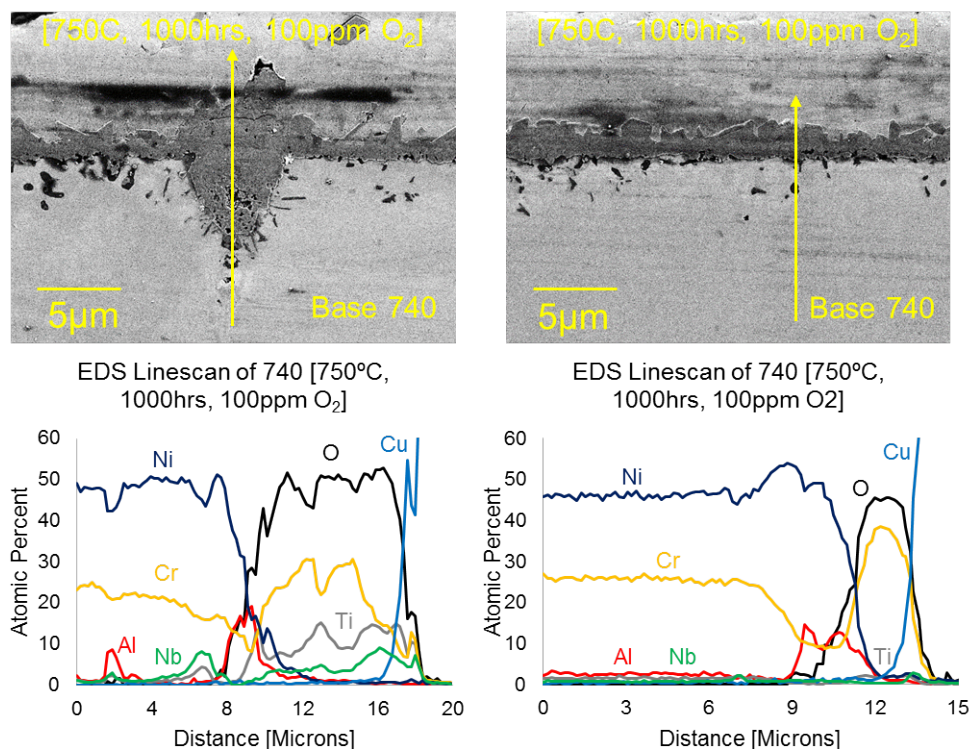 [750C, 1000hrs, 100ppm O₂]
5µm
Base 740
[750C, 1000hrs, 100ppm O₂]
5µm
Base 740
EDS Linescan of 740 [750ºC,
1000hrs, 100ppm O₂]
60
50
40
30
20
10
0
Atomic Percent
Ni
O
Cu
Cr
Ti
Al
Nb
0
4
8
12
16
20
Distance [Microns]
EDS Linescan of 740 [750ºC,
1000hrs, 100ppm O2]
60
50
40
30
20
10
0
Atomic Percent
Cu
Ni
O
Cr
Al
Nb
Ti
0
3
6
9
12
15
Distance [Microns]